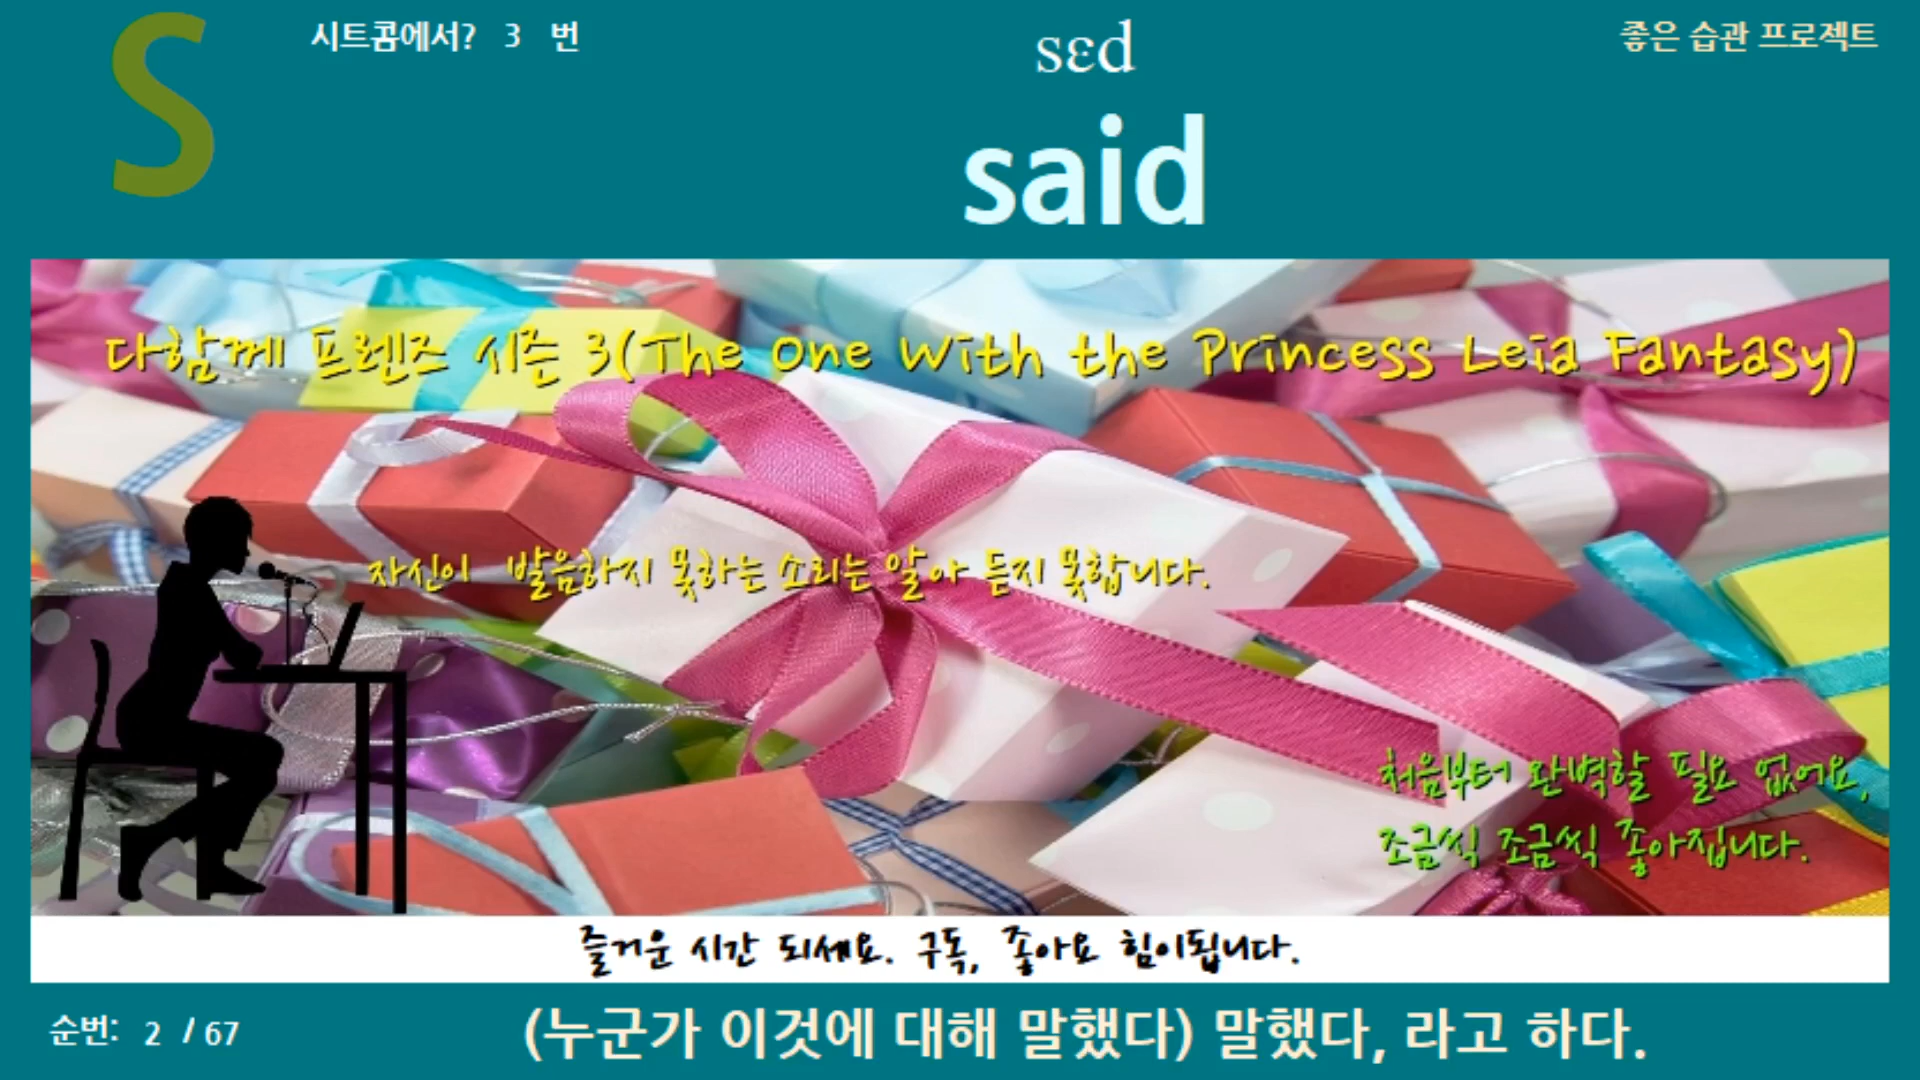 S
시트콤에서? 3 번
sɛd
좋은 습관 프로젝트
said
다함께 프렌즈 시즌 3(The One With the Princess Leia Fantasy)
자신이 발음하지 못하는 소리는 알아 듣지 못합니다.
처음부터 완벽할 필요 없어요,
조금씩 조금씩 좋아집니다.
즐거운 시간 되세요. 구독, 좋아요 힘이됩니다.
순번: 2 / 67
(누군가 이것에 대해 말했다) 말했다, 라고 하다.